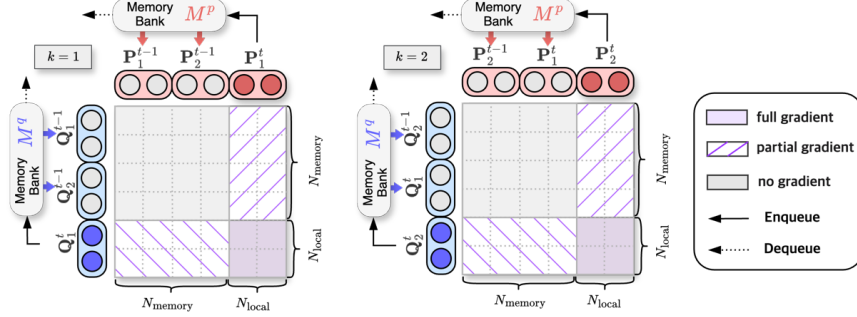 Memory
Bank M^p
k = 1
P_1^{t-1} P_2^{t-1} P_1^t
Memory
Bank M^q
Q_1^{t-1}
Q_2^{t-1}
Q_1^t
N_memory
N_local
N_memory N_local
Memory
Bank M^p
k = 2
P_2^{t-1} P_1^t P_2^t
Memory
Bank M^q
Q_2^{t-1}
Q_1^t
Q_2^t
N_memory
N_local
N_memory N_local
full gradient
partial gradient
no gradient
Enqueue
Dequeue